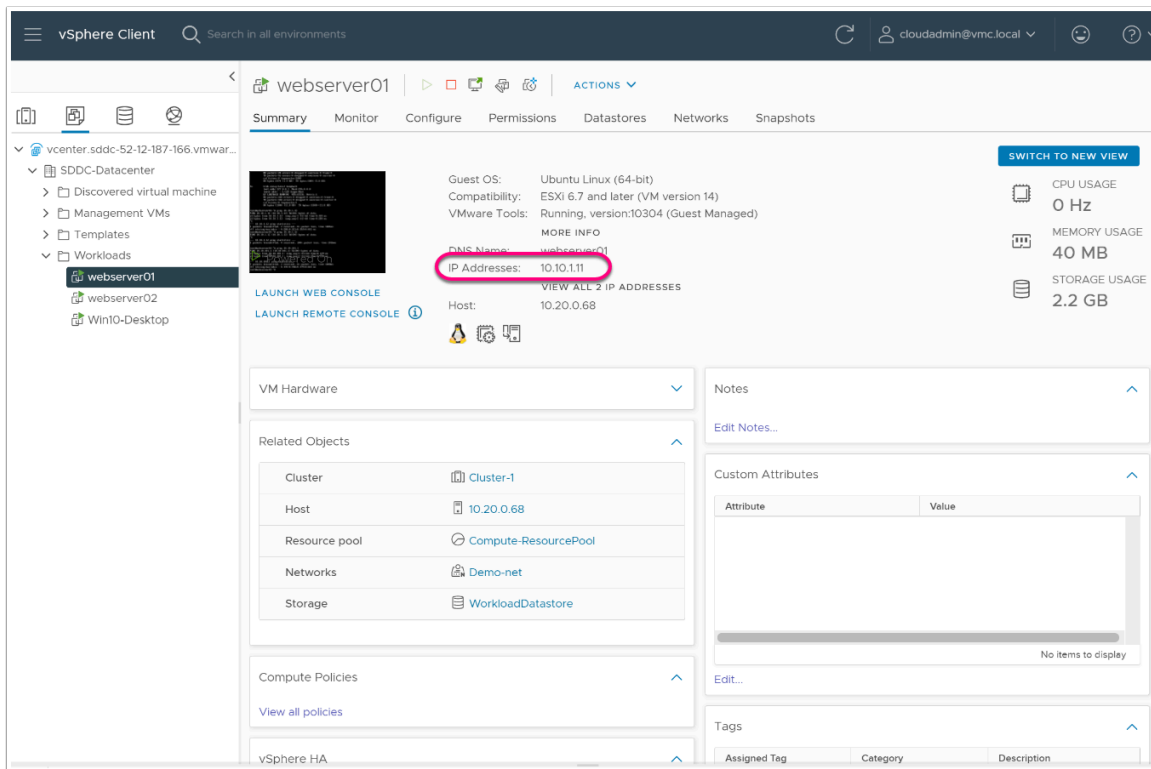 vSphere Client
Search in all environments
cloudadmin@vmc.local
webserver01
ACTIONS
Summary Monitor Configure Permissions Datastores Networks Snapshots
vcenter.sddc-52-12-187-166.vmwar...
SDDC-Datacenter
Discovered virtual machine
Management VMs
Templates
Workloads
webserver01
webserver02
Win10-Desktop
SWITCH TO NEW VIEW
Powered On
LAUNCH WEB CONSOLE
LAUNCH REMOTE CONSOLE
Guest OS: Ubuntu Linux (64-bit)
Compatibility: ESXi 6.7 and later (VM version 14)
VMware Tools: Running, version:10304 (Guest Managed)
MORE INFO
DNS Name: webserver01
IP Addresses: 10.10.1.11
VIEW ALL 2 IP ADDRESSES
Host: 10.20.0.68
CPU USAGE
0 Hz
MEMORY USAGE
40 MB
STORAGE USAGE
2.2 GB
VM Hardware
Related Objects
Cluster Cluster-1
Host 10.20.0.68
Resource pool Compute-ResourcePool
Networks Demo-net
Storage WorkloadDatastore
Compute Policies
View all policies
vSphere HA
Notes
Edit Notes...
Custom Attributes
Attribute Value
No items to display
Edit...
Tags
Assigned Tag Category Description